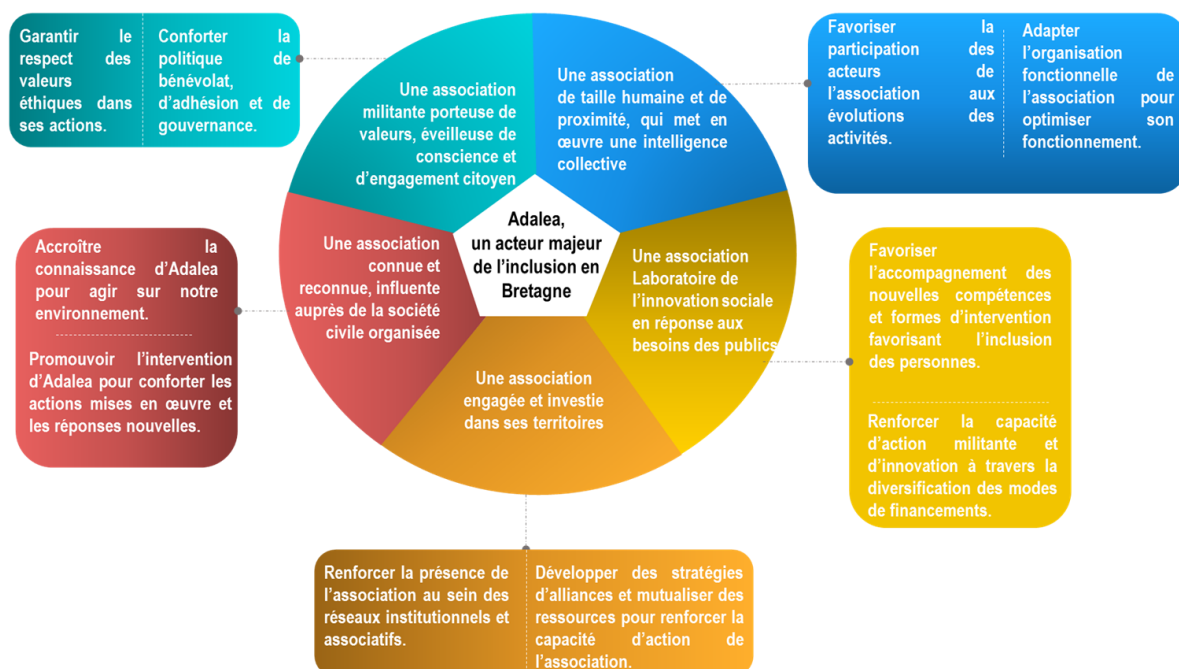 Garantir le
respect des
valeurs
éthiques dans
ses actions.
Conforter la
politique de
bénévolat,
d'adhésion et de
gouvernance.
Une association
militante porteuse de
valeurs, éveilleuse de
conscience et
d'engagement citoyen
Une association
de taille humaine et de
proximité, qui met en
œuvre une intelligence
collective
Favoriser la
participation des
acteurs de
l'association aux
évolutions des
activités.
Adapter
l'organisation
fonctionnelle de
l'association pour
optimiser son
fonctionnement.
Accroître la
connaissance d'Adalea
pour agir sur notre
environnement.
Promouvoir l'intervention
d'Adalea pour conforter les
actions mises en œuvre et
les réponses nouvelles.
Une association
connue et
reconnue, influente
auprès de la société
civile organisée
Adalea,
un acteur majeur
de l'inclusion en
Bretagne
Une association
Laboratoire de
l'innovation sociale
en réponse aux
besoins des publics
Favoriser
l'accompagnement des
nouvelles compétences
et formes d'intervention
favorisant l'inclusion
des personnes.
Renforcer la capacité
d'action militante et
d'innovation à travers la
diversification des modes
de financements.
Une association
engagée et investie
dans ses territoires
Renforcer la présence de
l'association au sein des
réseaux institutionnels et
associatifs.
Développer des stratégies
d'alliances et mutualiser des
ressources pour renforcer la
capacité d'action de
l'association.